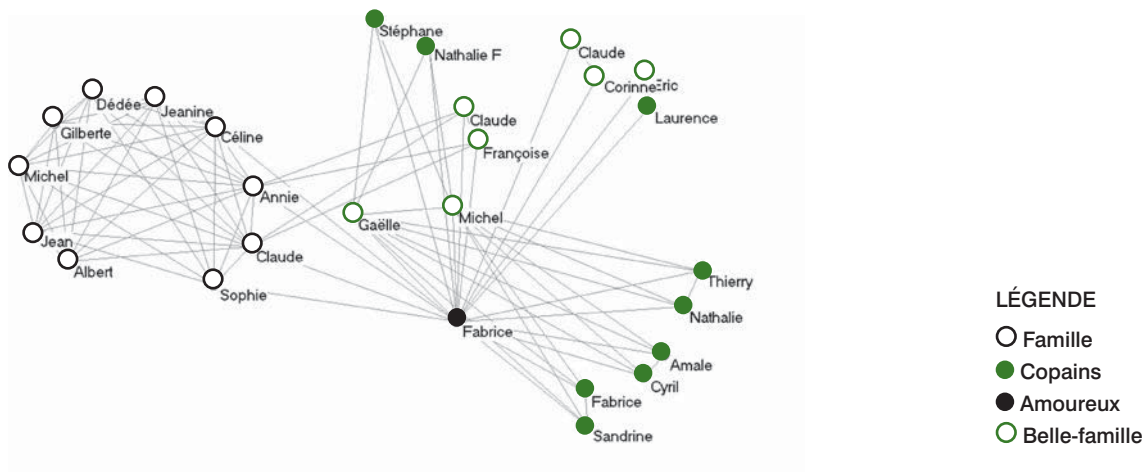 Stéphane
Nathalie F
Claude
Corinne
Eric
Laurence
Dédée
Jeanine
Gilberte
Céline
Claude
Françoise
Michel
Annie
Gaëlle
Michel
Jean
Claude
Albert
Sophie
Thierry
Nathalie
Fabrice
Amale
Cyril
Fabrice
Sandrine
LÉGENDE
Famille
Copains
Amoureux
Belle-famille